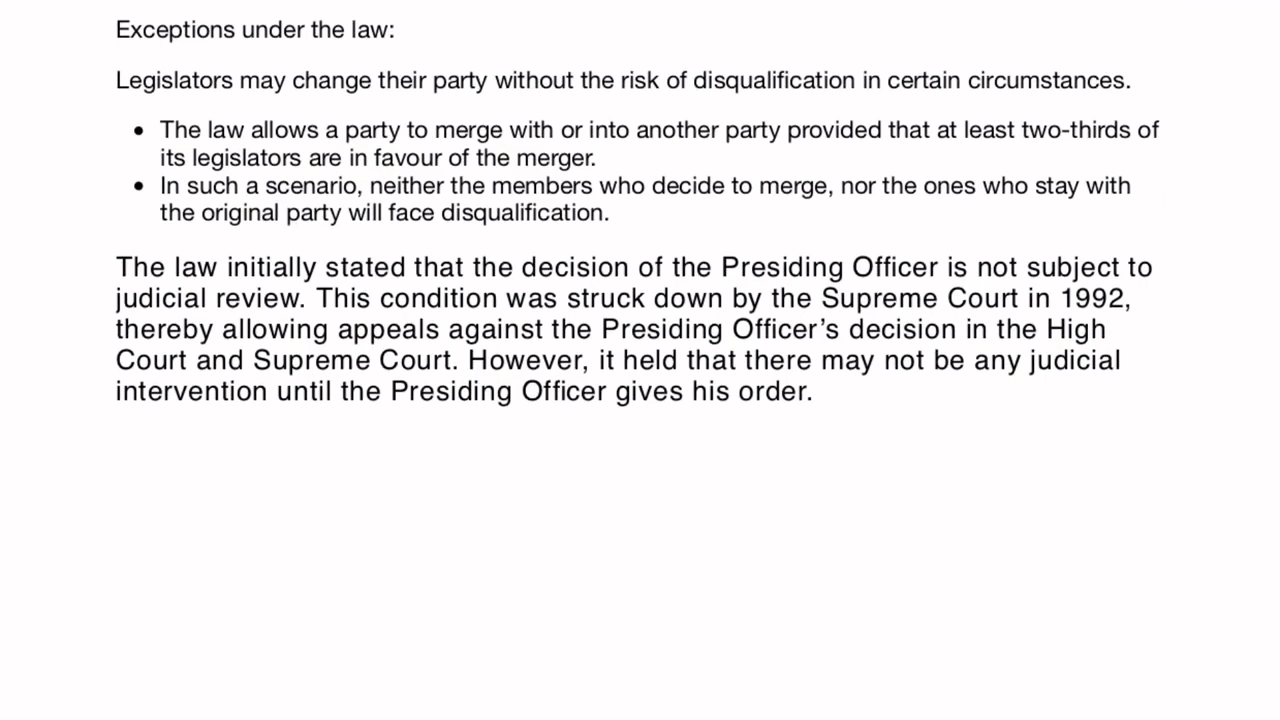 Exceptions under the law:
Legislators may change their party without the risk of disqualification in certain circumstances.
• The law allows a party to merge with or into another party provided that at least two-thirds of
its legislators are in favour of the merger.
• In such a scenario, neither the members who decide to merge, nor the ones who stay with
the original party will face disqualification.
The law initially stated that the decision of the Presiding Officer is not subject to
judicial review. This condition was struck down by the Supreme Court in 1992,
thereby allowing appeals against the Presiding Officer’s decision in the High
Court and Supreme Court. However, it held that there may not be any judicial
intervention until the Presiding Officer gives his order.